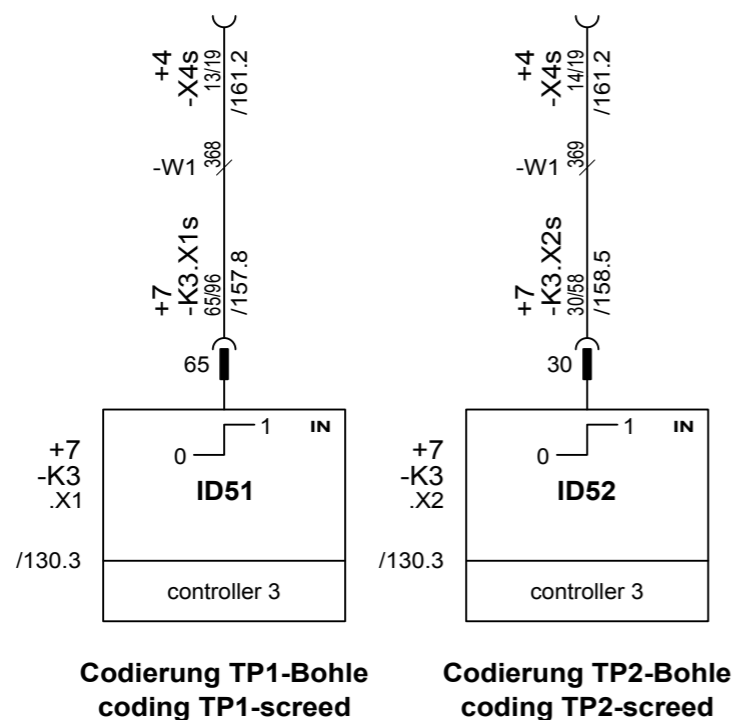 +4
-X4s
13/19
/161.2
-W1
368
+7
-K3.X1s
65/96
/157.8
65
+7
-K3
.X1
/130.3
0
1
IN
ID51
controller 3
Codierung TP1-Bohle
coding TP1-screed
+4
-X4s
14/19
/161.2
-W1
369
+7
-K3.X2s
30/58
/158.5
30
+7
-K3
.X2
/130.3
0
1
IN
ID52
controller 3
Codierung TP2-Bohle
coding TP2-screed